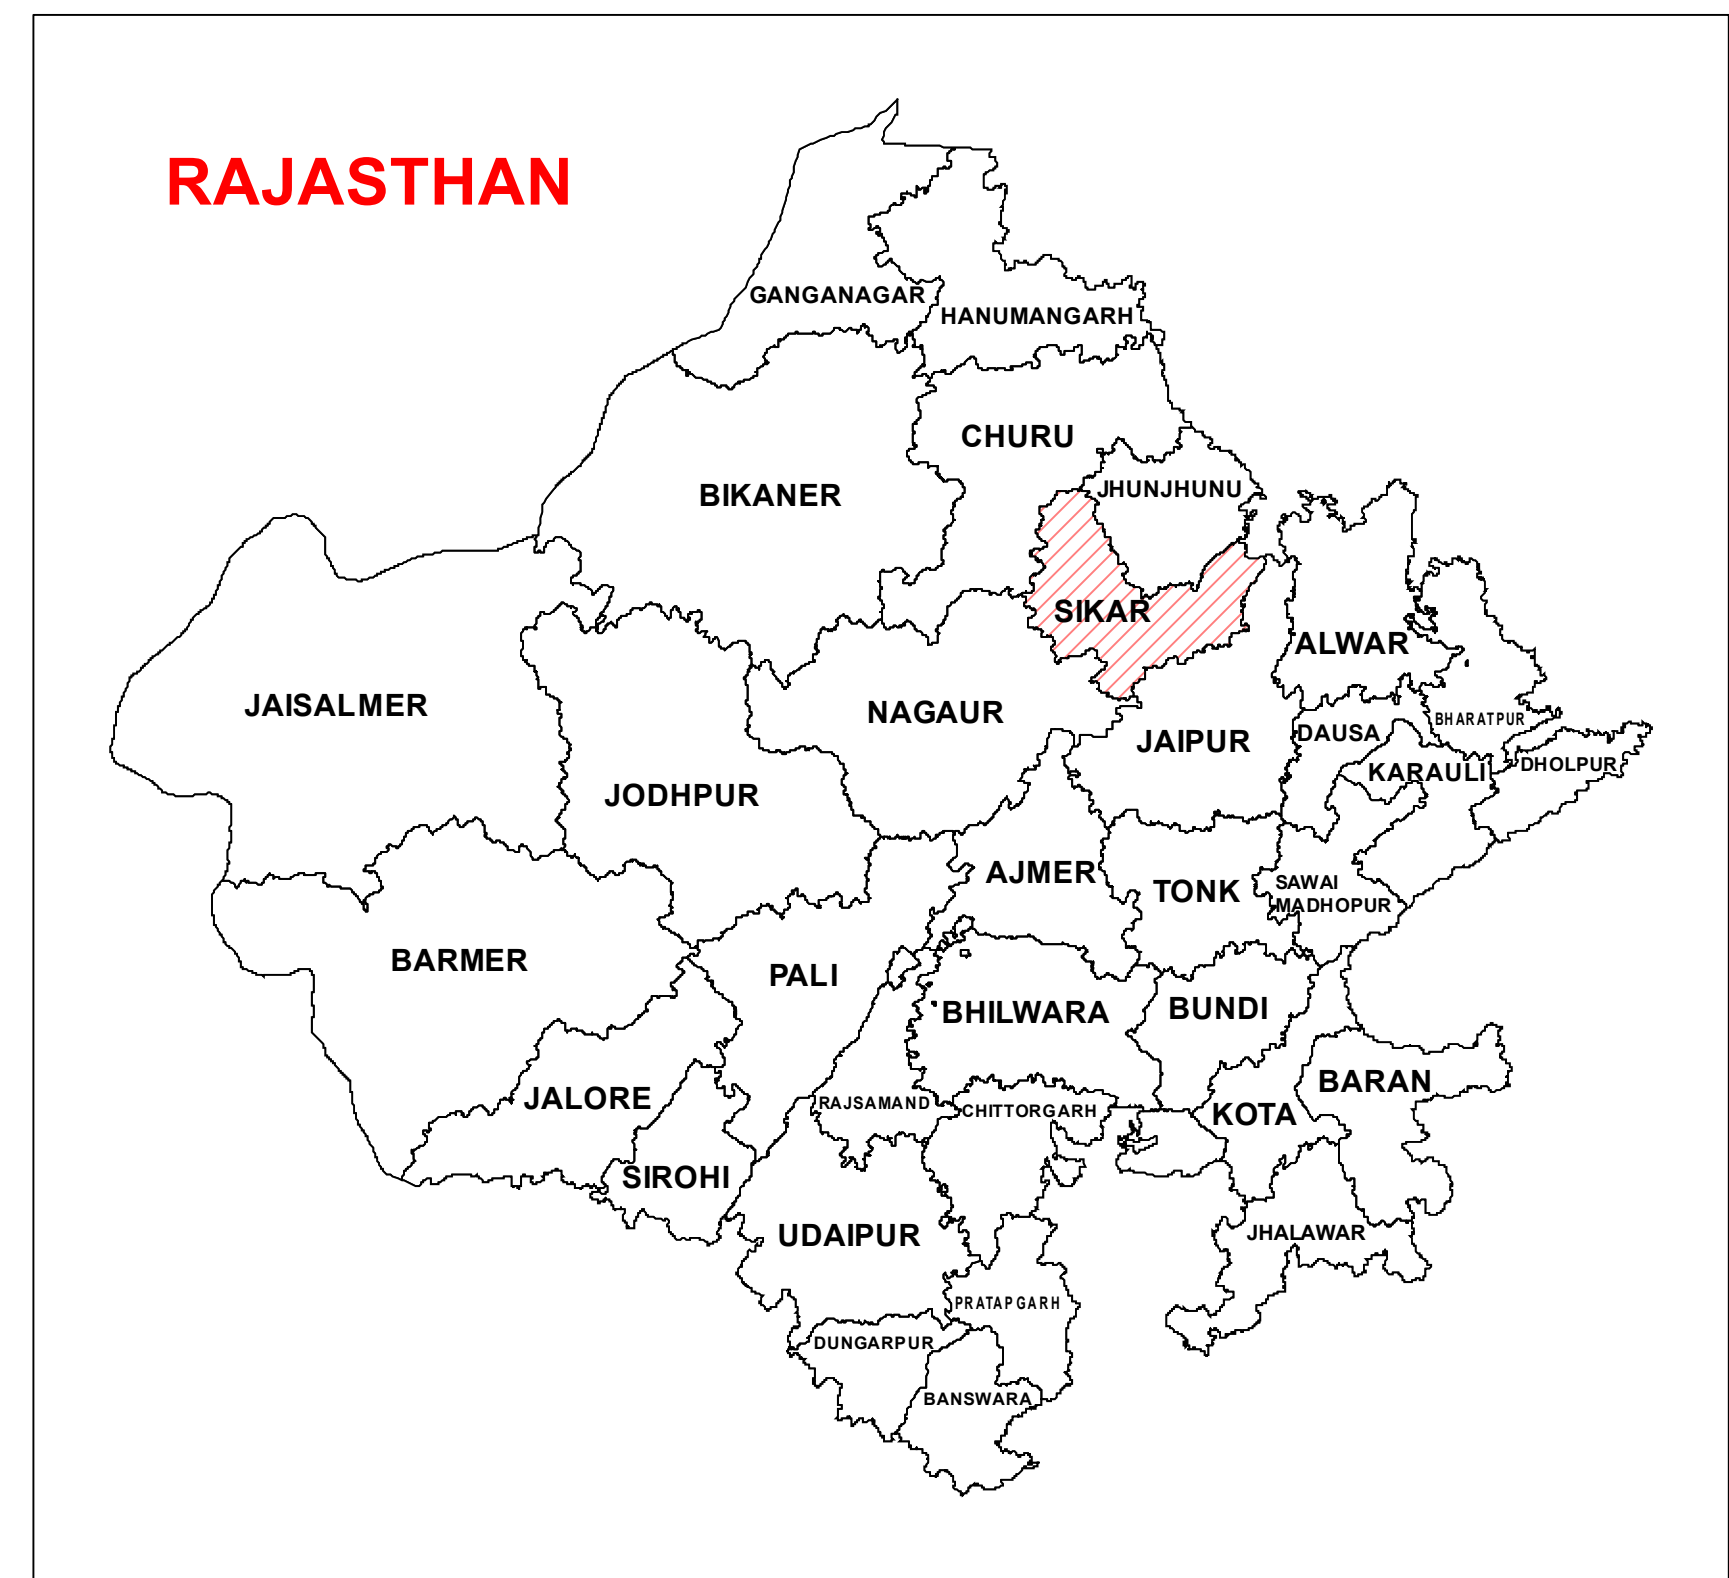 RAJASTHAN
GANGANAGAR
HANUMANGARH
CHURU
BIKANER
JHUNJHUNU
SIKAR
ALWAR
JAISALMER
NAGAUR
BHARATPUR
JAIPUR
DAUSA
DHOLPUR
KARAULI
JODHPUR
AJMER
TONK
SAWAI
MADHOPUR
BARMER
PALI
BHILWARA
BUNDI
BARAN
JALORE
RAJSAMAND
CHITTORGARH
KOTA
SIROHI
UDAIPUR
JHALAWAR
PRATAPGARH
DUNGARPUR
BANSWARA